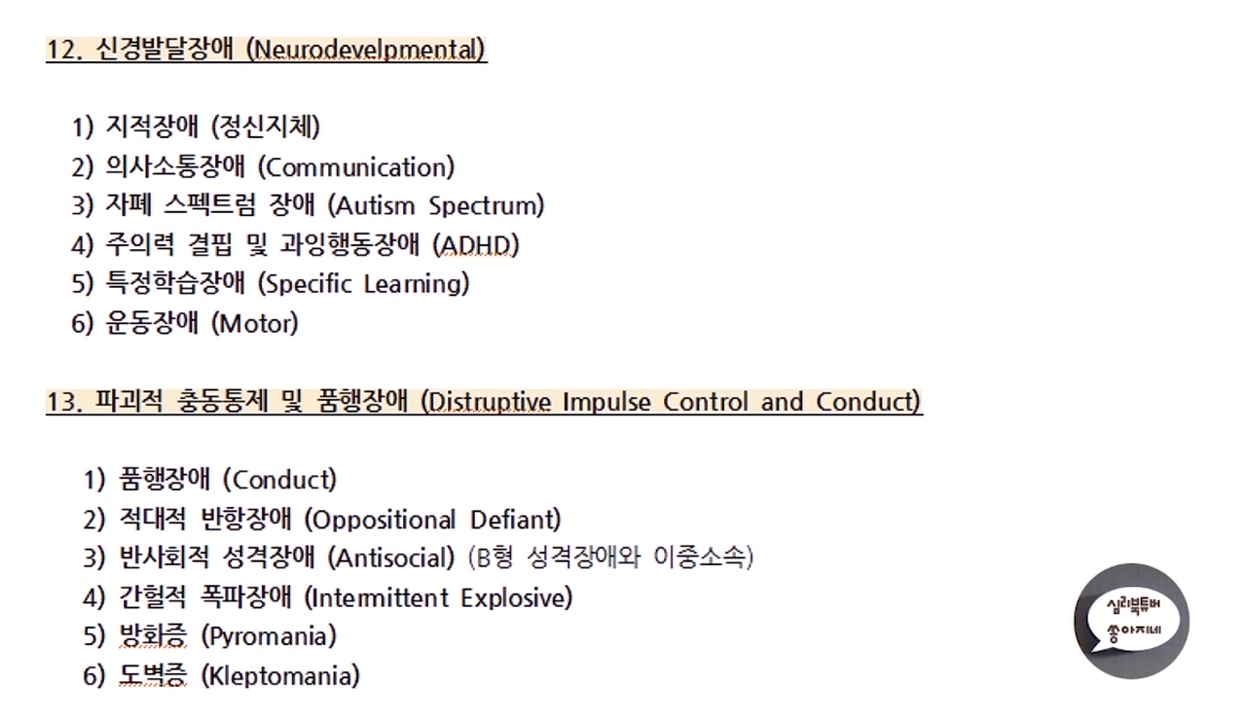 12. 신경발달장애 (Neurodevelpmental)
1) 지적장애 (정신지체)
2) 의사소통장애 (Communication)
3) 자폐 스펙트럼 장애 (Autism Spectrum)
4) 주의력 결핍 및 과잉행동장애 (ADHD)
5) 특정학습장애 (Specific Learning)
6) 운동장애 (Motor)
13. 파괴적 충동통제 및 품행장애 (Distruptive Impulse Control and Conduct)
1) 품행장애 (Conduct)
2) 적대적 반항장애 (Oppositional Defiant)
3) 반사회적 성격장애 (Antisocial) (B형 성격장애와 이중소속)
4) 간헐적 폭파장애 (Intermittent Explosive)
5) 방화증 (Pyromania)
6) 도벽증 (Kleptomania)
심리북튜버
쏭아지네